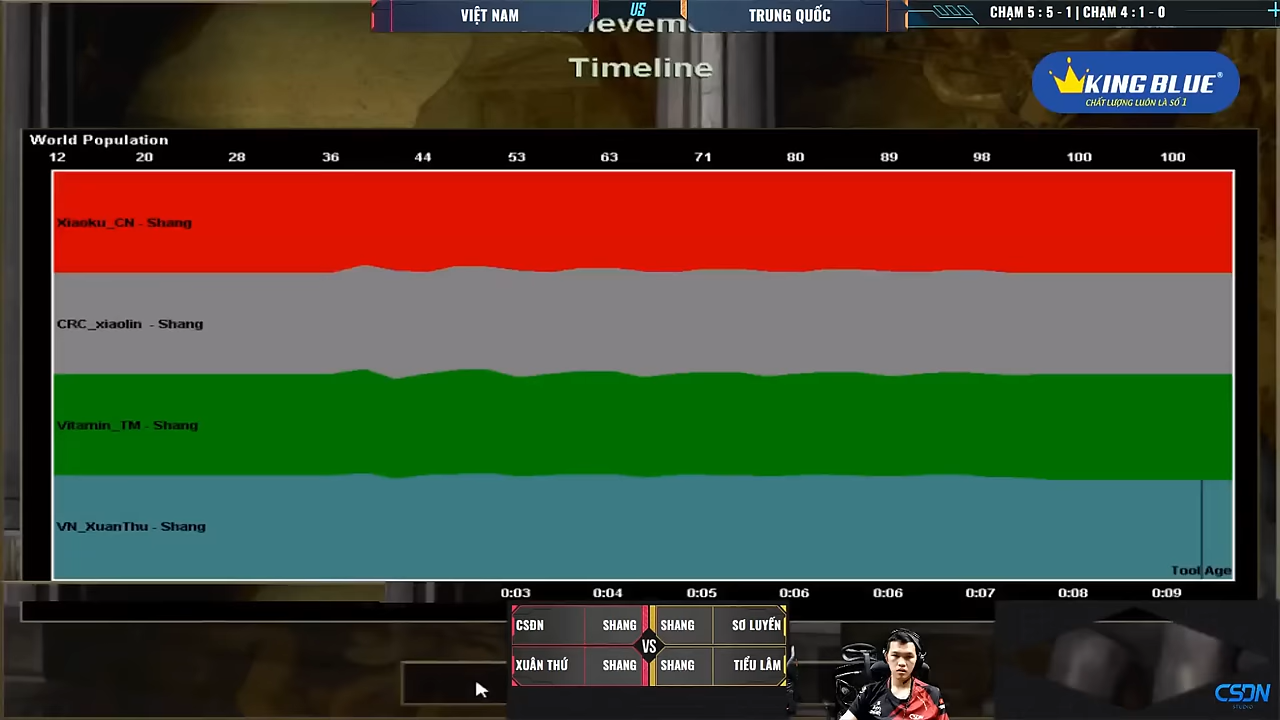 VIỆT NAM
VS
TRUNG QUỐC
CHẠM 5 : 5 - 1 | CHẠM 4 : 1 - 0
Timeline
KING BLUE®
CHẤT LƯỢNG LUÔN LÀ SỐ 1
World Population
12 20 28 36 44 53 63 71 80 89 98 100 100
Xiaoku_CN - Shang
CRC_xiaolin - Shang
Vitamin_TM - Shang
VN_XuanThu - Shang
Tool Age
0:03 0:04 0:05 0:06 0:06 0:07 0:08 0:09
CSDN SHANG SHANG SƠ LUYẾN
VS
XUÂN THỨ SHANG SHANG TIỂU LÂM
CSDN
STUDIO